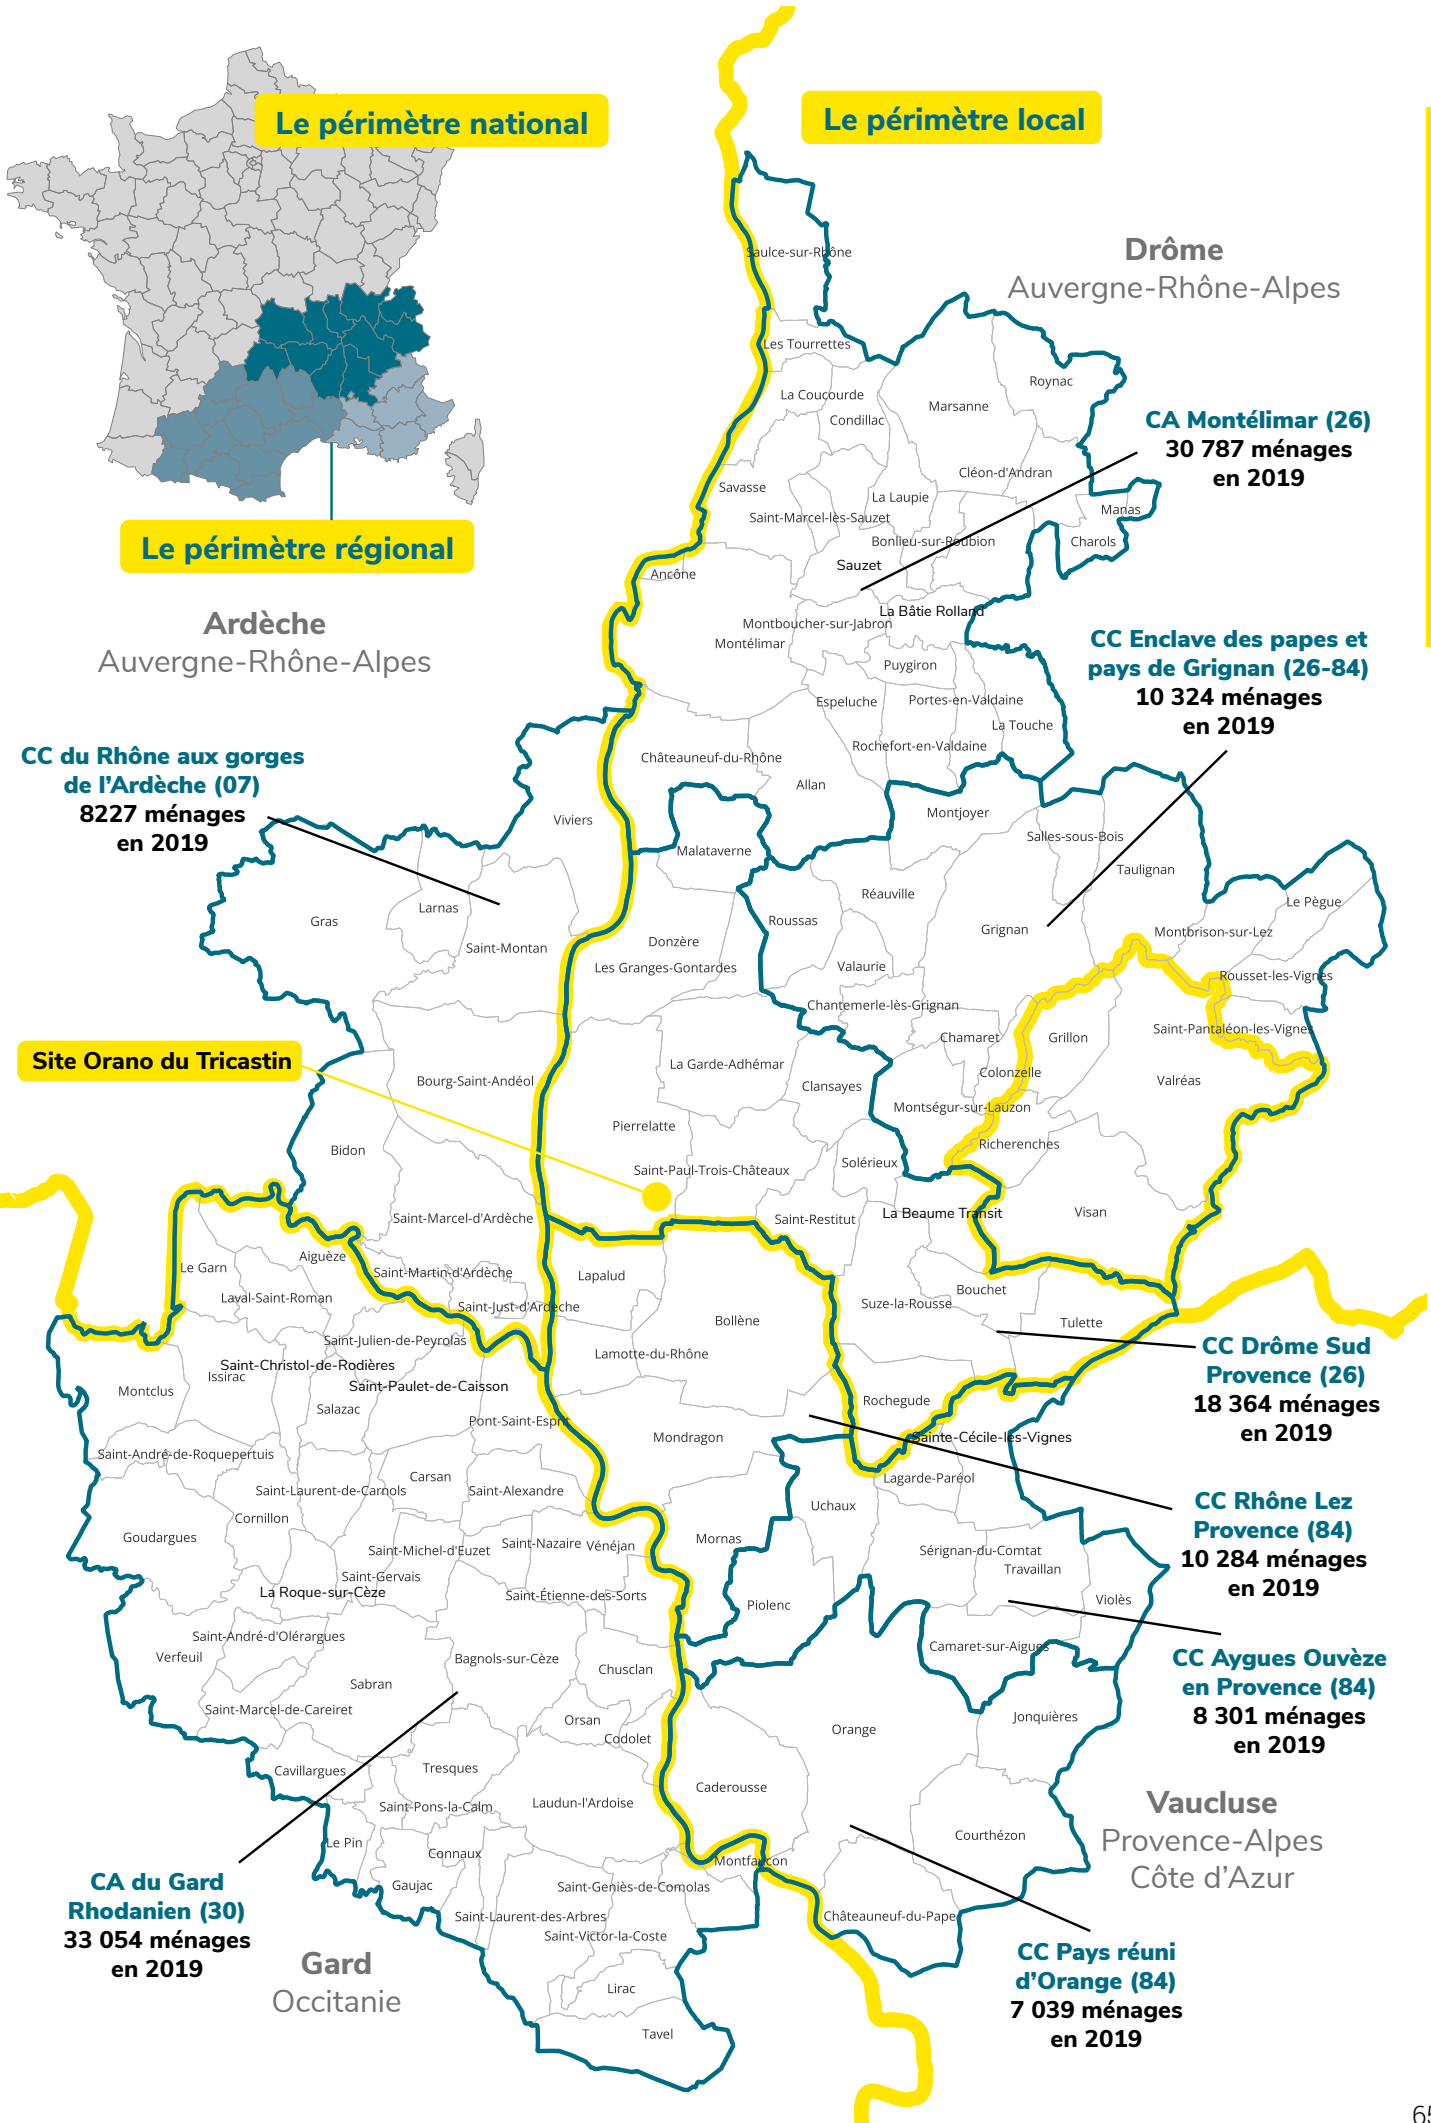 Le périmètre national
Le périmètre local
Drôme
Auvergne-Rhône-Alpes
Saulce-sur-Rhône
Les Tourrettes
La Coucourde
Roynac
Marsanne
Condillac
CA Montélimar (26)
30 787 ménages
en 2019
Cléon-d'Andran
Savasse
La Laupie
Manas
Saint-Marcel-lès-Sauzet
Bonlieu-sur-Roubion
Charols
Sauzet
Ancône
Le périmètre régional
Ardèche
Auvergne-Rhône-Alpes
La Bâtie Rolland
Montboucher-sur-Jabron
Montélimar
Puygiron
CC Enclave des papes et
pays de Grignan (26-84)
10 324 ménages
en 2019
Espeluche
Portes-en-Valdaine
La Touche
Rochefort-en-Valdaine
Châteauneuf-du-Rhône
Allan
CC du Rhône aux gorges
de l'Ardèche (07)
8227 ménages
en 2019
Viviers
Montjoyer
Salles-sous-Bois
Malataverne
Taulignan
Réauville
Le Pègue
Larnas
Gras
Roussas
Grignan
Montbrison-sur-Lez
Saint-Montan
Donzère
Les Granges-Gontardes
Valaurie
Rousset-les-Vignes
Chantemerle-lès-Grignan
Saint-Pantaléon-les-Vignes
Chamaret
Grillon
Site Orano du Tricastin
La Garde-Adhémar
Colonzelle
Valréas
Bourg-Saint-Andéol
Clansayes
Montségur-sur-Lauzon
Pierrelatte
Richerenches
Bidon
Saint-Paul-Trois-Châteaux
Solérieux
Saint-Marcel-d'Ardèche
Saint-Restitut
La Beaume Transit
Visan
Aiguèze
Le Garn
Saint-Martin-d'Ardèche
Lapalud
Bouchet
Laval-Saint-Roman
Saint-Just-d'Ardèche
Suze-la-Rousse
Bollène
Tulette
Saint-Julien-de-Peyrolas
Lamotte-du-Rhône
CC Drôme Sud
Provence (26)
18 364 ménages
en 2019
Saint-Christol-de-Rodières
Issirac
Saint-Paulet-de-Caisson
Montclus
Salazac
Rochegude
Pont-Saint-Esprit
Mondragon
Sainte-Cécile-les-Vignes
Saint-André-de-Roquepertuis
Carsan
Lagarde-Paréol
Saint-Laurent-de-Carnols
Saint-Alexandre
Uchaux
CC Rhône Lez
Provence (84)
10 284 ménages
en 2019
Cornillon
Goudargues
Saint-Michel-d'Euzet
Saint-Nazaire
Vénéjan
Mornas
Sérignan-du-Comtat
Travaillan
Saint-Gervais
La Roque-sur-Cèze
Saint-Étienne-des-Sorts
Piolenc
Violès
Saint-André-d'Olérargues
Verfeuil
Bagnols-sur-Cèze
Camaret-sur-Aigues
Chusclan
Sabran
CC Aygues Ouvèze
en Provence (84)
8 301 ménages
en 2019
Saint-Marcel-de-Careiret
Orsan
Codolet
Orange
Jonquières
Cavillargues
Tresques
Caderousse
Saint-Pons-la-Calm
Laudun-l'Ardoise
Vaucluse
Provence-Alpes
Côte d'Azur
Le Pin
Connaux
Courthézon
Montfaucon
CA du Gard
Rhodanien (30)
33 054 ménages
en 2019
Gaujac
Saint-Geniès-de-Comolas
Saint-Laurent-des-Arbres
Châteauneuf-du-Pape
Saint-Victor-la-Coste
Gard
Occitanie
Lirac
Tavel
CC Pays réuni
d'Orange (84)
7 039 ménages
en 2019
65